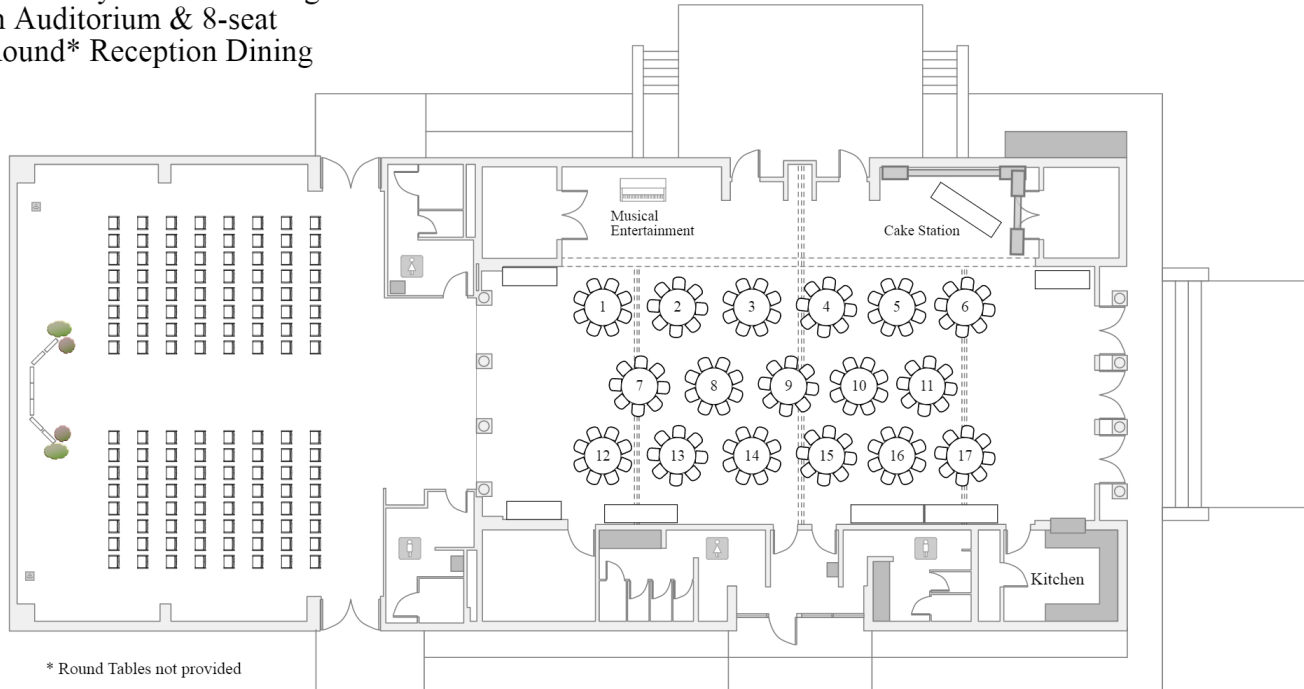 Auditorium & 8-seat
Round* Reception Dining
Musical
Entertainment
Cake Station
1 2 3 4 5 6
7 8 9 10 11
12 13 14 15 16 17
Kitchen
* Round Tables not provided